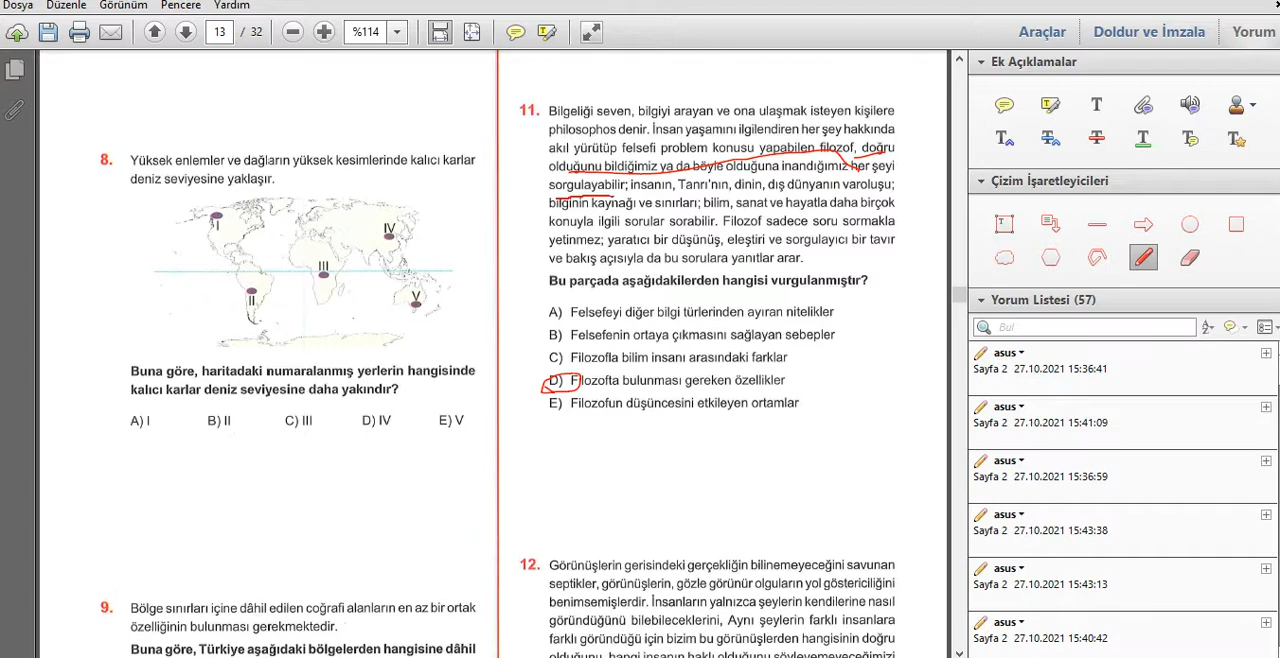 Dosya Düzenle Görünüm Pencere Yardım
13 / 32 %114 Araçlar Doldur ve İmzala Yorum
8. Yüksek enlemler ve dağların yüksek kesimlerinde kalıcı karlar
deniz seviyesine yaklaşır.
I
IV
III
II
V
Buna göre, haritadaki numaralanmış yerlerin hangisinde
kalıcı karlar deniz seviyesine daha yakındır?
A) I B) II C) III D) IV E) V
9. Bölge sınırları içine dâhil edilen coğrafi alanların en az bir ortak
özelliğinin bulunması gerekmektedir.
Buna göre, Türkiye aşağıdaki bölgelerden hangisine dâhil
11. Bilgeliği seven, bilgiyi arayan ve ona ulaşmak isteyen kişilere
philosophos denir. İnsan yaşamını ilgilendiren her şey hakkında
akıl yürütüp felsefi problem konusu yapabilen filozof, doğru
olduğunu bildiğimiz ya da böyle olduğuna inandığımız her şeyi
sorgulayabilir; insanın, Tanrı'nın, dinin, dış dünyanın varoluşu;
bilginin kaynağı ve sınırları; bilim, sanat ve hayatla daha birçok
konuyla ilgili sorular sorabilir. Filozof sadece soru sormakla
yetinmez; yaratıcı bir düşünüş, eleştiri ve sorgulayıcı bir tavır
ve bakış açısıyla da bu sorulara yanıtlar arar.
Bu parçada aşağıdakilerden hangisi vurgulanmıştır?
A) Felsefeyi diğer bilgi türlerinden ayıran nitelikler
B) Felsefenin ortaya çıkmasını sağlayan sebepler
C) Filozofla bilim insanı arasındaki farklar
D) Filozofta bulunması gereken özellikler
E) Filozofun düşüncesini etkileyen ortamlar
12. Görünüşlerin gerisindeki gerçekliğin bilinemeyeceğini savunan
septikler, görünüşlerin, gözle görünür olguların yol göstericiliğini
benimsemişlerdir. İnsanların yalnızca şeylerin kendilerine nasıl
göründüğünü bilebileceklerini, Aynı şeylerin farklı insanlara
farklı göründüğü için bizim bu görünüşlerden hangisinin doğru
olduğunu, hangi insanın haklı olduğunu söyleyemeyeceğimizi
Ek Açıklamalar
Çizim İşaretleyicileri
Yorum Listesi (57)
Bul
asus
Sayfa 2 27.10.2021 15:36:41
asus
Sayfa 2 27.10.2021 15:41:09
asus
Sayfa 2 27.10.2021 15:36:59
asus
Sayfa 2 27.10.2021 15:43:38
asus
Sayfa 2 27.10.2021 15:43:13
asus
Sayfa 2 27.10.2021 15:40:42